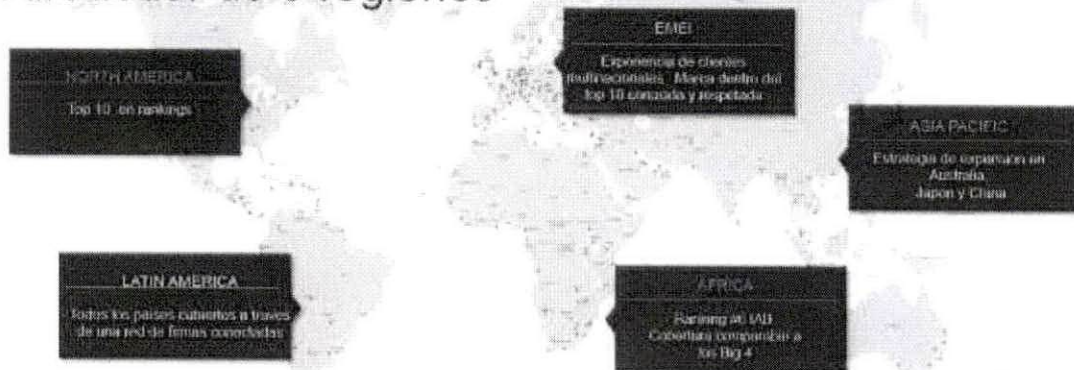 regiones
EMEI
Experiencia de clientes
multinacionales. Marca dentro del
top 10 conocida y respetada
NORTH AMERICA
Top 10 en rankings
ASIA PACIFIC
Estrategia de expansion en
Australia
Japon y China
LATIN AMERICA
Todos los paises cubiertos a traves
de una red de firmas conectadas
AFRICA
Ranking
Cobertura comparable a
los Big 4